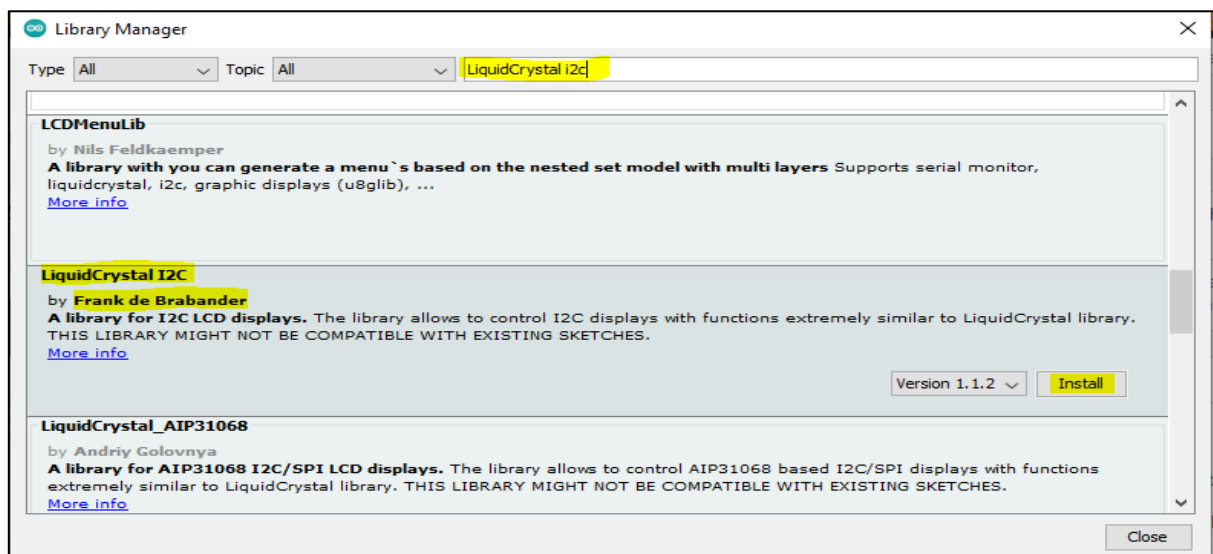 Library Manager
Type All Topic All LiquidCrystal i2c
LCDMenuLib
by Nils Feldkaemper
A library with you can generate a menu`s based on the nested set model with multi layers Supports serial monitor,
liquidcrystal, i2c, graphic displays (u8glib), ...
More info
LiquidCrystal I2C
by Frank de Brabander
A library for I2C LCD displays. The library allows to control I2C displays with functions extremely similar to LiquidCrystal library.
THIS LIBRARY MIGHT NOT BE COMPATIBLE WITH EXISTING SKETCHES.
More info
Version 1.1.2 Install
LiquidCrystal_AIP31068
by Andriy Golovnya
A library for AIP31068 I2C/SPI LCD displays. The library allows to control AIP31068 based I2C/SPI displays with functions
extremely similar to LiquidCrystal library. THIS LIBRARY MIGHT NOT BE COMPATIBLE WITH EXISTING SKETCHES.
More info
Close